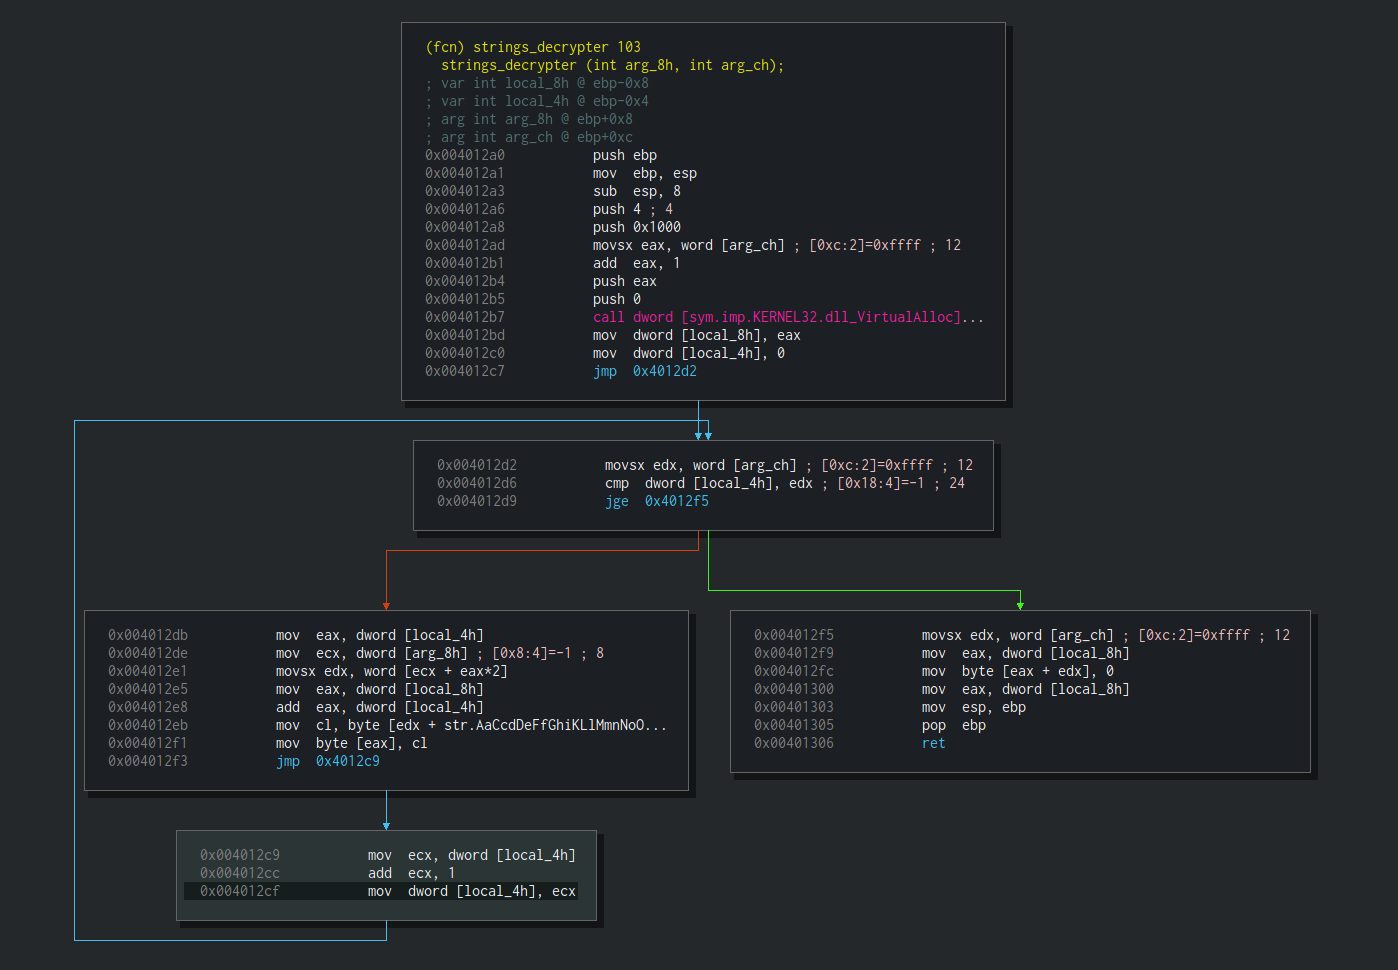 (fcn) strings_decrypter 103
strings_decrypter (int arg_8h, int arg_ch);
; var int local_8h @ ebp-0x8
; var int local_4h @ ebp-0x4
; arg int arg_8h @ ebp+0x8
; arg int arg_ch @ ebp+0xc
0x004012a0 push ebp
0x004012a1 mov ebp, esp
0x004012a3 sub esp, 8
0x004012a6 push 4 ; 4
0x004012a8 push 0x1000
0x004012ad movsx eax, word [arg_ch] ; [0xc:2]=0xffff ; 12
0x004012b1 add eax, 1
0x004012b4 push eax
0x004012b5 push 0
0x004012b7 call dword [sym.imp.KERNEL32.dll_VirtualAlloc]...
0x004012bd mov dword [local_8h], eax
0x004012c0 mov dword [local_4h], 0
0x004012c7 jmp 0x4012d2
0x004012d2 movsx edx, word [arg_ch] ; [0xc:2]=0xffff ; 12
0x004012d6 cmp dword [local_4h], edx ; [0x18:4]=-1 ; 24
0x004012d9 jge 0x4012f5
0x004012db mov eax, dword [local_4h]
0x004012de mov ecx, dword [arg_8h] ; [0x8:4]=-1 ; 8
0x004012e1 movsx edx, word [ecx + eax*2]
0x004012e5 mov eax, dword [local_8h]
0x004012e8 add eax, dword [local_4h]
0x004012eb mov cl, byte [edx + str.AaCcdDeFfGhiKLlMmnNoO...
0x004012f1 mov byte [eax], cl
0x004012f3 jmp 0x4012c9
0x004012f5 movsx edx, word [arg_ch] ; [0xc:2]=0xffff ; 12
0x004012f9 mov eax, dword [local_8h]
0x004012fc mov byte [eax + edx], 0
0x00401300 mov eax, dword [local_8h]
0x00401303 mov esp, ebp
0x00401305 pop ebp
0x00401306 ret
0x004012c9 mov ecx, dword [local_4h]
0x004012cc add ecx, 1
0x004012cf mov dword [local_4h], ecx